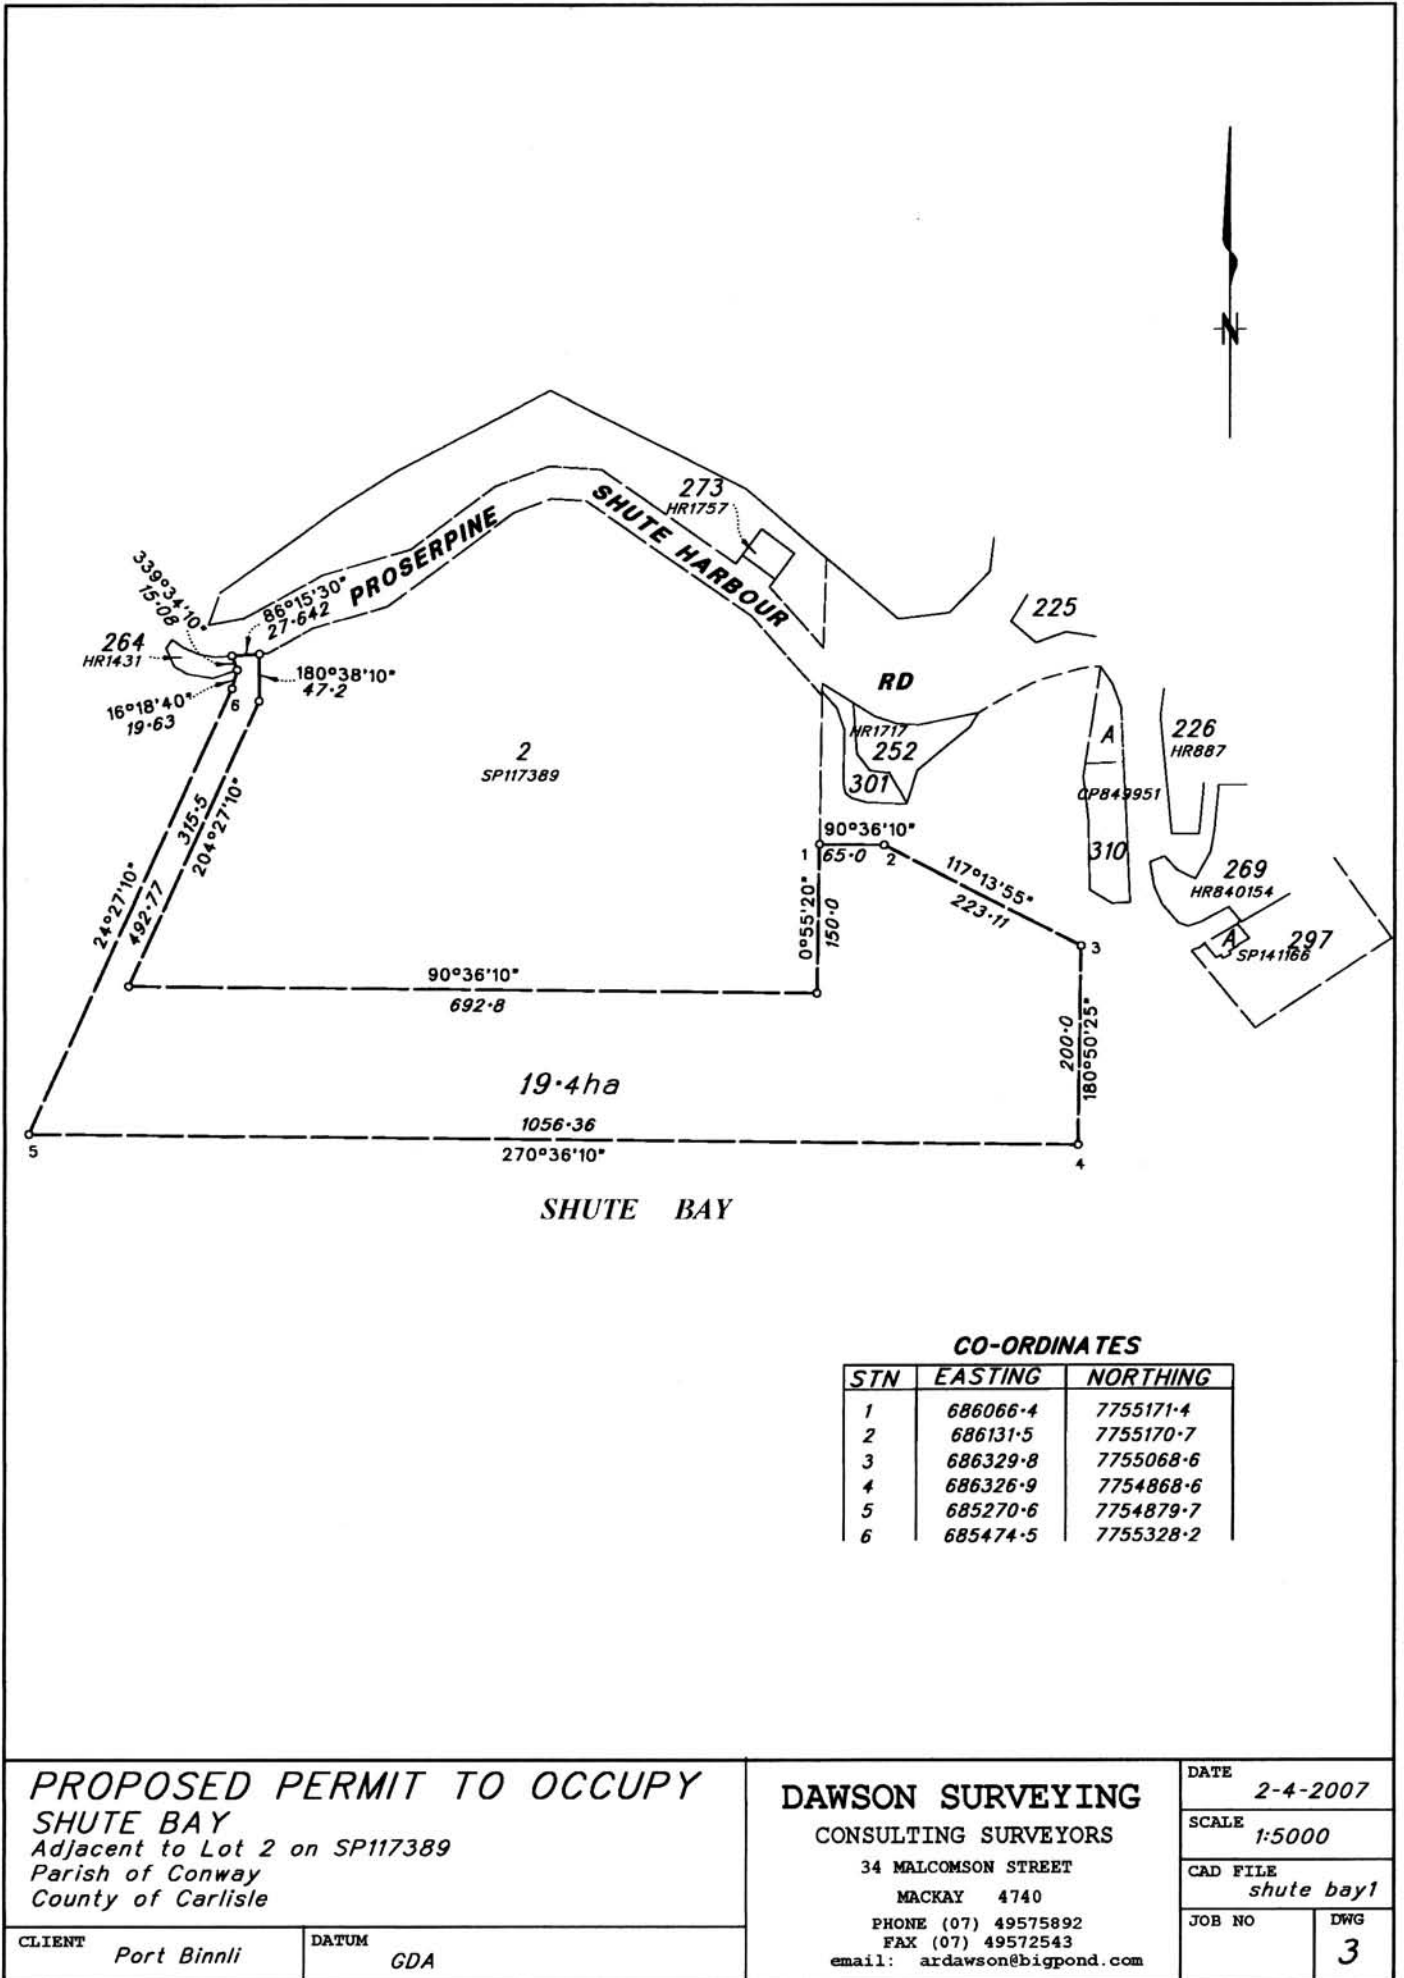 N
273
HR1757
SHUTE HARBOUR
PROSERPINE
339°34'10"
15·08
86°15'30"
27·642
225
264
HR1431
180°38'10"
47·2
RD
16°18'40"
19·63
6
2
SP117389
HR1717
252
301
A
226
HR887
CP849951
310
90°36'10"
1
65·0
2
117°13'55"
223·11
269
HR840154
A
297
SP141166
315·5
204°27'10"
24°27'10"
492·77
0°55'20"
150·0
3
90°36'10"
692·8
200·0
180°50'25"
19·4ha
1056·36
270°36'10"
5
4
SHUTE BAY
CO-ORDINATES
STN EASTING NORTHING
1 686066·4 7755171·4
2 686131·5 7755170·7
3 686329·8 7755068·6
4 686326·9 7754868·6
5 685270·6 7754879·7
6 685474·5 7755328·2
PROPOSED PERMIT TO OCCUPY
SHUTE BAY
Adjacent to Lot 2 on SP117389
Parish of Conway
County of Carlisle
CLIENT
Port Binnli
DATUM
GDA
DAWSON SURVEYING
CONSULTING SURVEYORS
34 MALCOMSON STREET
MACKAY 4740
PHONE (07) 49575892
FAX (07) 49572543
email: ardawson@bigpond.com
DATE
2-4-2007
SCALE
1:5000
CAD FILE
shute bay1
JOB NO
DWG
3